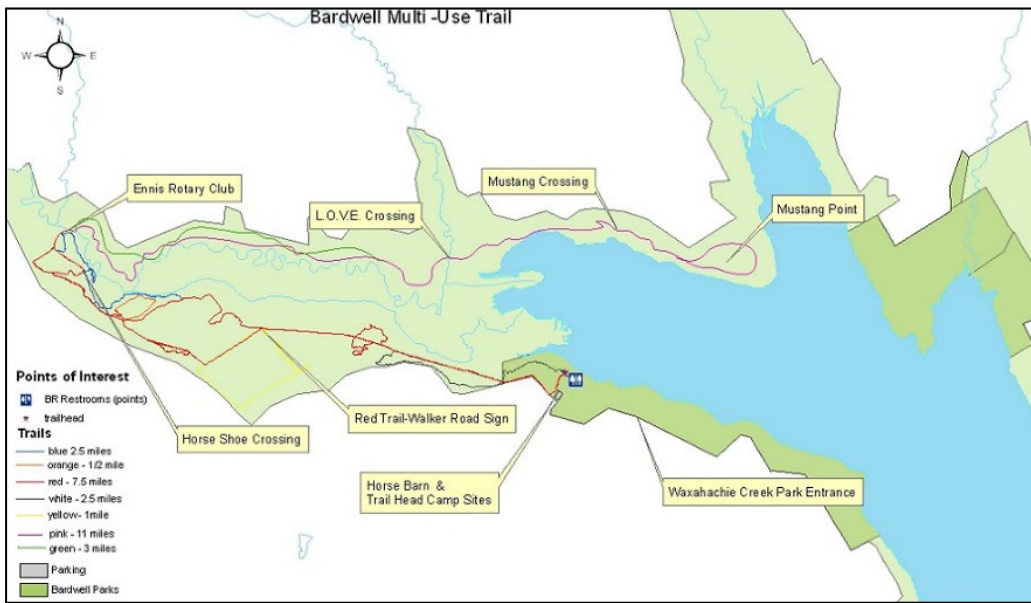 Bardwell Multi -Use Trail
N
W E
S
Ennis Rotary Club
L.O.V.E. Crossing
Mustang Crossing
Mustang Point
Horse Shoe Crossing
Red Trail-Walker Road Sign
Horse Barn &
Trail Head Camp Sites
Waxahachie Creek Park Entrance
Points of Interest
BR Restrooms (points)
trailhead
Trails
blue 2.5 miles
orange - 1/2 mile
red - 7.5 miles
white - 2.5 miles
yellow - 1mile
pink - 11 miles
green - 3 miles
Parking
Bardwell Parks